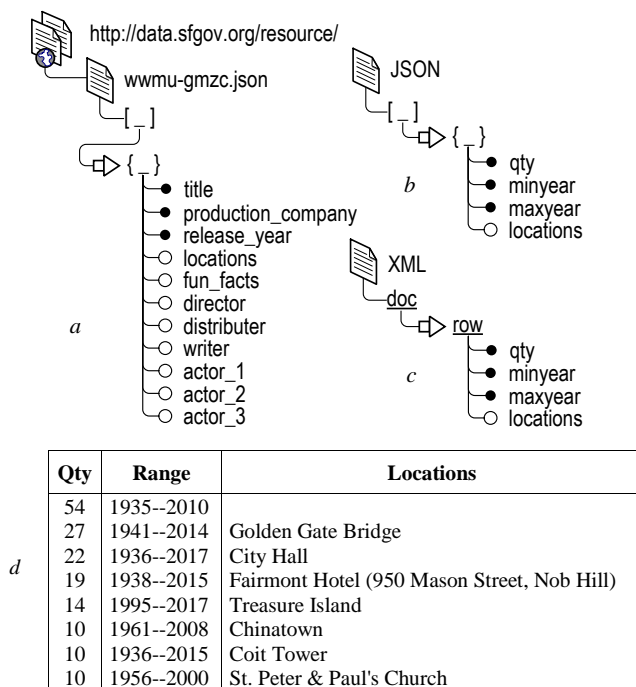 http://data.sfgov.org/resource/
wwmu-gmzc.json
[ _ ]
{ _ }
title
production_company
release_year
locations
fun_facts
director
distributer
writer
actor_1
actor_2
actor_3
a
JSON
[ _ ]
{ _ }
qty
minyear
maxyear
locations
b
XML
doc
row
qty
minyear
maxyear
locations
c
d
Qty Range Locations
54 1935--2010
27 1941--2014 Golden Gate Bridge
22 1936--2017 City Hall
19 1938--2015 Fairmont Hotel (950 Mason Street, Nob Hill)
14 1995--2017 Treasure Island
10 1961--2008 Chinatown
10 1936--2015 Coit Tower
10 1956--2000 St. Peter & Paul's Church